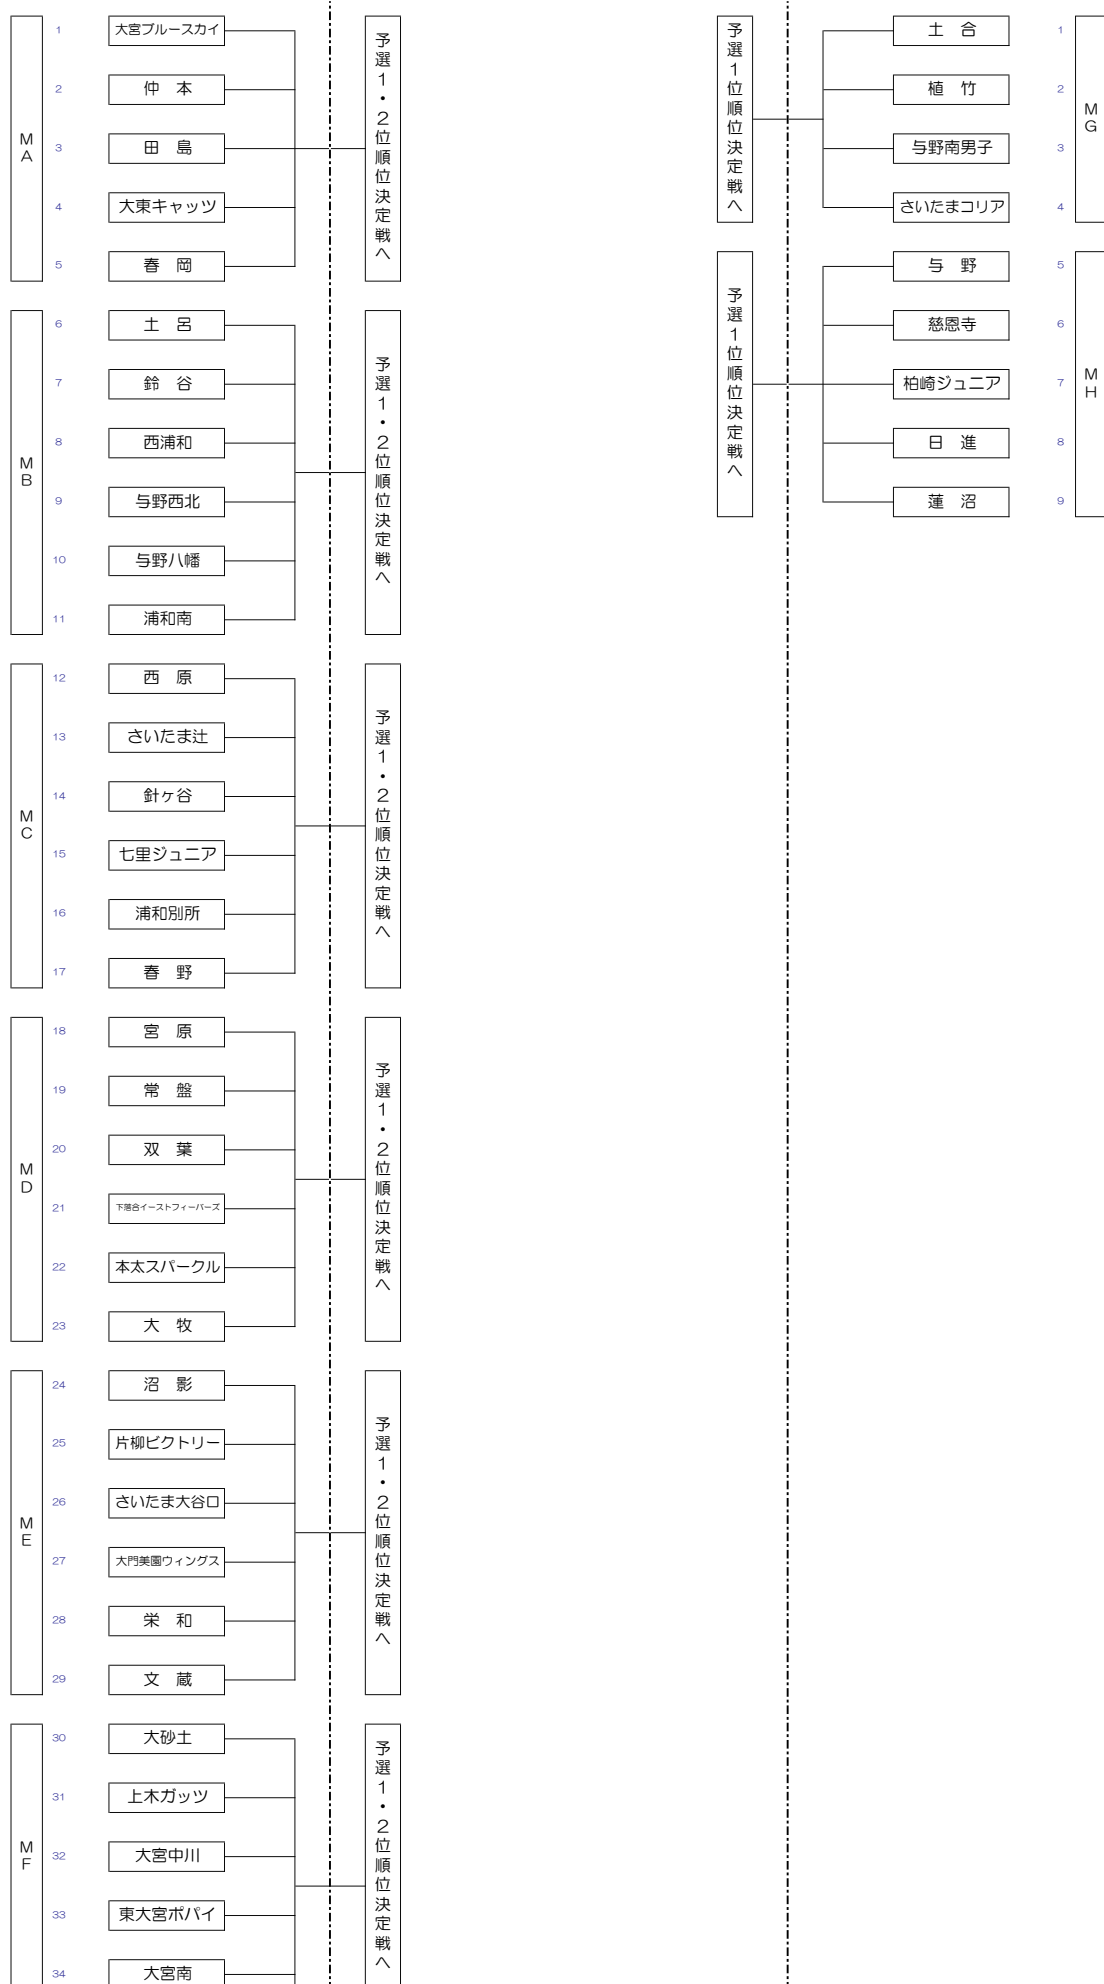 MA
1 大宮ブルースカイ
2 仲　本
3 田　島
4 大東キャッツ
5 春　岡
予選1・2位順位決定戦へ
MB
6 土　呂
7 鈴　谷
8 西浦和
9 与野西北
10 与野八幡
11 浦和南
予選1・2位順位決定戦へ
MC
12 西　原
13 さいたま辻
14 針ヶ谷
15 七里ジュニア
16 浦和別所
17 春　野
予選1・2位順位決定戦へ
MD
18 宮　原
19 常　盤
20 双　葉
21 下落合イーストフィーバーズ
22 本太スパークル
23 大　牧
予選1・2位順位決定戦へ
ME
24 沼　影
25 片柳ビクトリー
26 さいたま大谷口
27 大門美園ウィングス
28 栄　和
29 文　蔵
予選1・2位順位決定戦へ
MF
30 大砂土
31 上木ガッツ
32 大宮中川
33 東大宮ポパイ
34 大宮南
予選1・2位順位決定戦へ
予選1位順位決定戦へ
土　合 1
植　竹 2
与野南男子 3
さいたまコリア 4
MG
予選1位順位決定戦へ
与　野 5
慈恩寺 6
柏崎ジュニア 7
日　進 8
蓮　沼 9
MH